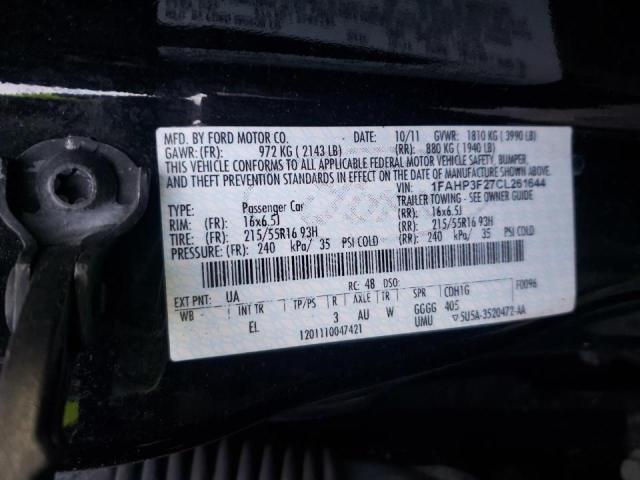 MFD. BY FORD MOTOR CO. DATE: 10/11 GVWR: 1810 KG ( 3990 LB)
GAWR: (FR): 972 KG ( 2143 LB) (RR): 880 KG ( 1940 LB)
THIS VEHICLE CONFORMS TO ALL APPLICABLE FEDERAL MOTOR VEHICLE SAFETY, BUMPER,
AND THEFT PREVENTION STANDARDS IN EFFECT ON THE DATE OF MANUFACTURE SHOWN ABOVE.
VIN: 1FAHP3F27CL261644
TYPE: Passenger Car TRAILER TOWING - SEE OWNER GUIDE
RIM: (FR): 16x6.5J (RR): 16x6.5J
TIRE: (FR): 215/55R16 93H (RR): 215/55R16 93H
PRESSURE: (FR): 240 kPa/ 35 PSI COLD (RR): 240 kPa/ 35 PSI COLD
EXT PNT: UA RC: 48 DSO: F0096
WB - INT TR TP/PS R AXLE TR SPR CDH1G
EL 3 AU W GGGG 405
1201110047421 UMU ▽5U5A-3520472-AA